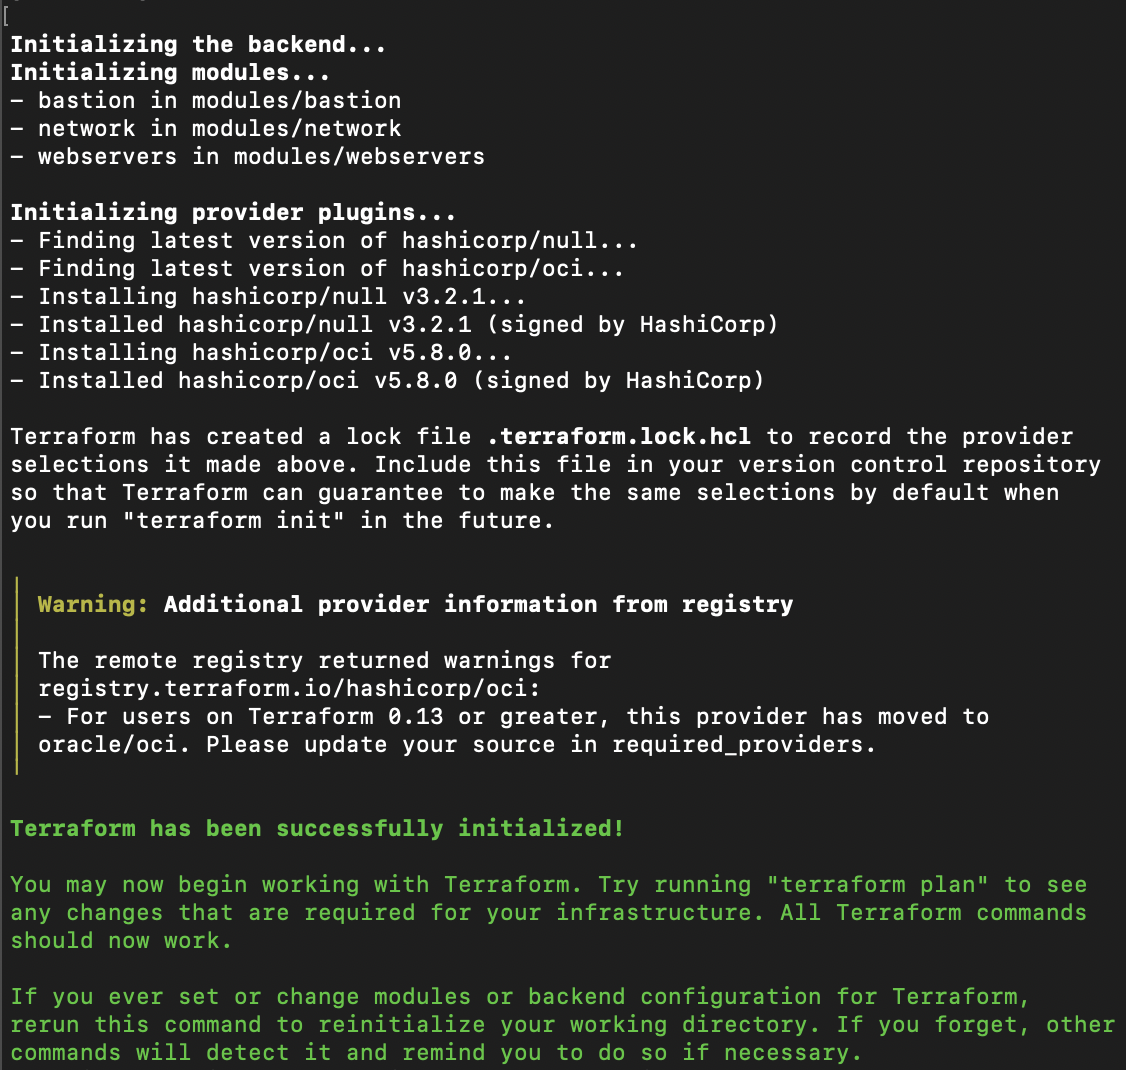 [
Initializing the backend...
Initializing modules...
- bastion in modules/bastion
- network in modules/network
- webservers in modules/webservers
Initializing provider plugins...
- Finding latest version of hashicorp/null...
- Finding latest version of hashicorp/oci...
- Installing hashicorp/null v3.2.1...
- Installed hashicorp/null v3.2.1 (signed by HashiCorp)
- Installing hashicorp/oci v5.8.0...
- Installed hashicorp/oci v5.8.0 (signed by HashiCorp)
Terraform has created a lock file .terraform.lock.hcl to record the provider
selections it made above. Include this file in your version control repository
so that Terraform can guarantee to make the same selections by default when
you run "terraform init" in the future.
Warning: Additional provider information from registry
The remote registry returned warnings for
registry.terraform.io/hashicorp/oci:
- For users on Terraform 0.13 or greater, this provider has moved to
oracle/oci. Please update your source in required_providers.
Terraform has been successfully initialized!
You may now begin working with Terraform. Try running "terraform plan" to see
any changes that are required for your infrastructure. All Terraform commands
should now work.
If you ever set or change modules or backend configuration for Terraform,
rerun this command to reinitialize your working directory. If you forget, other
commands will detect it and remind you to do so if necessary.